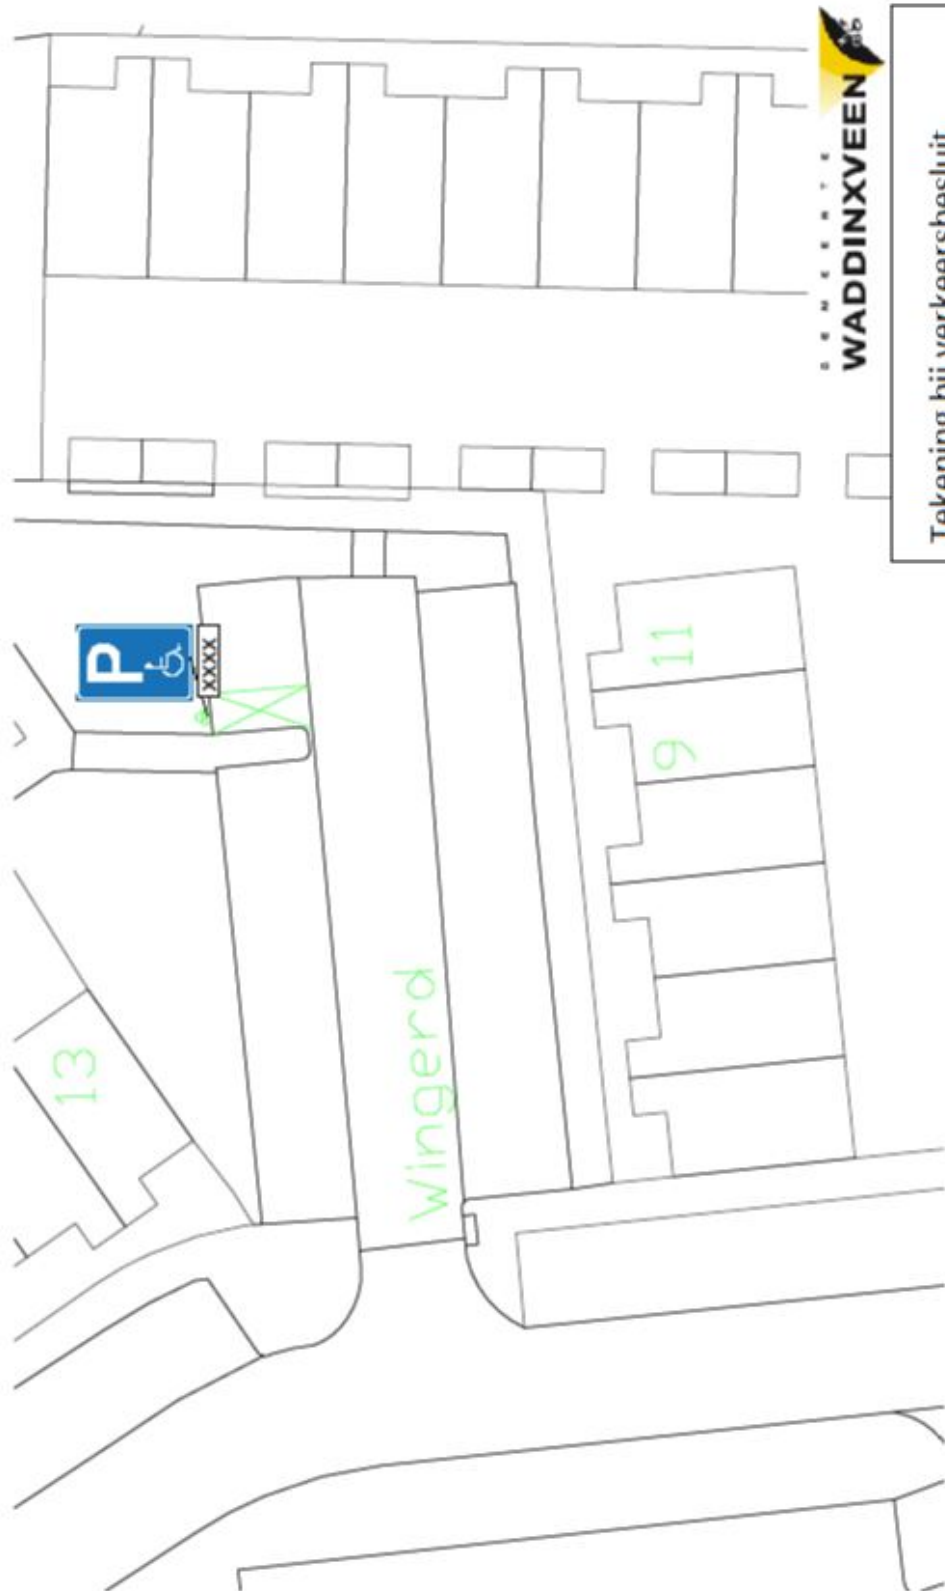 GEMEENTE
WADDINXVEEN
Tekening bij verkeersbesluit
P
XXXX
11
9
13
Wingerd